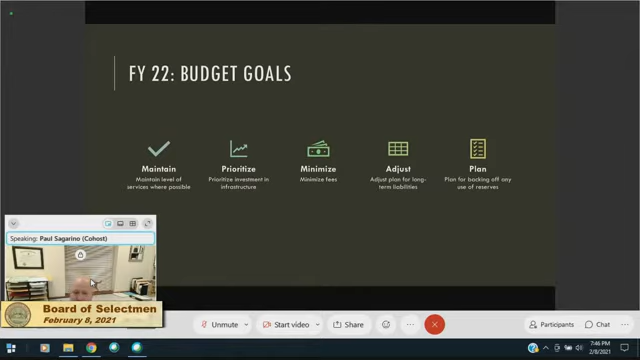 FY 22: BUDGET GOALS
Maintain
Maintain level of
services where possible
Prioritize
Prioritize investment in
infrastructure
Minimize
Minimize fees
Adjust
Adjust plan for long-
term liabilities
Plan
Plan for backing off any
use of reserves
Speaking: Paul Sagarino (Cohost)
Board of Selectmen
February 8, 2021
Unmute
Start video
Share
Participants
Chat
7:46 PM
2/8/2021